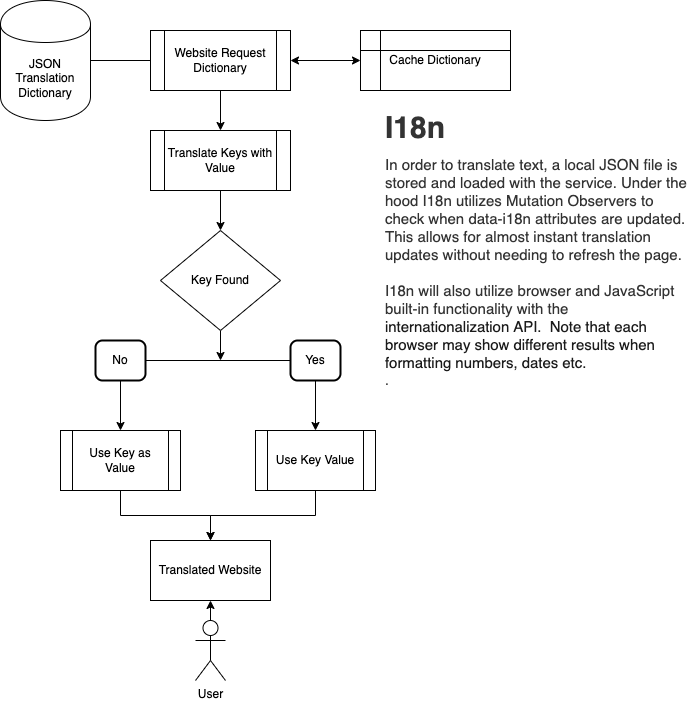 JSON
Translation
Dictionary
Website Request
Dictionary
Cache Dictionary
Translate Keys with
Value
Key Found
No
Yes
Use Key as
Value
Use Key Value
Translated Website
User
I18n
In order to translate text, a local JSON file is
stored and loaded with the service. Under the
hood I18n utilizes Mutation Observers to
check when data-i18n attributes are updated.
This allows for almost instant translation
updates without needing to refresh the page.
I18n will also utilize browser and JavaScript
built-in functionality with the
internationalization API.  Note that each
browser may show different results when
formatting numbers, dates etc.
.